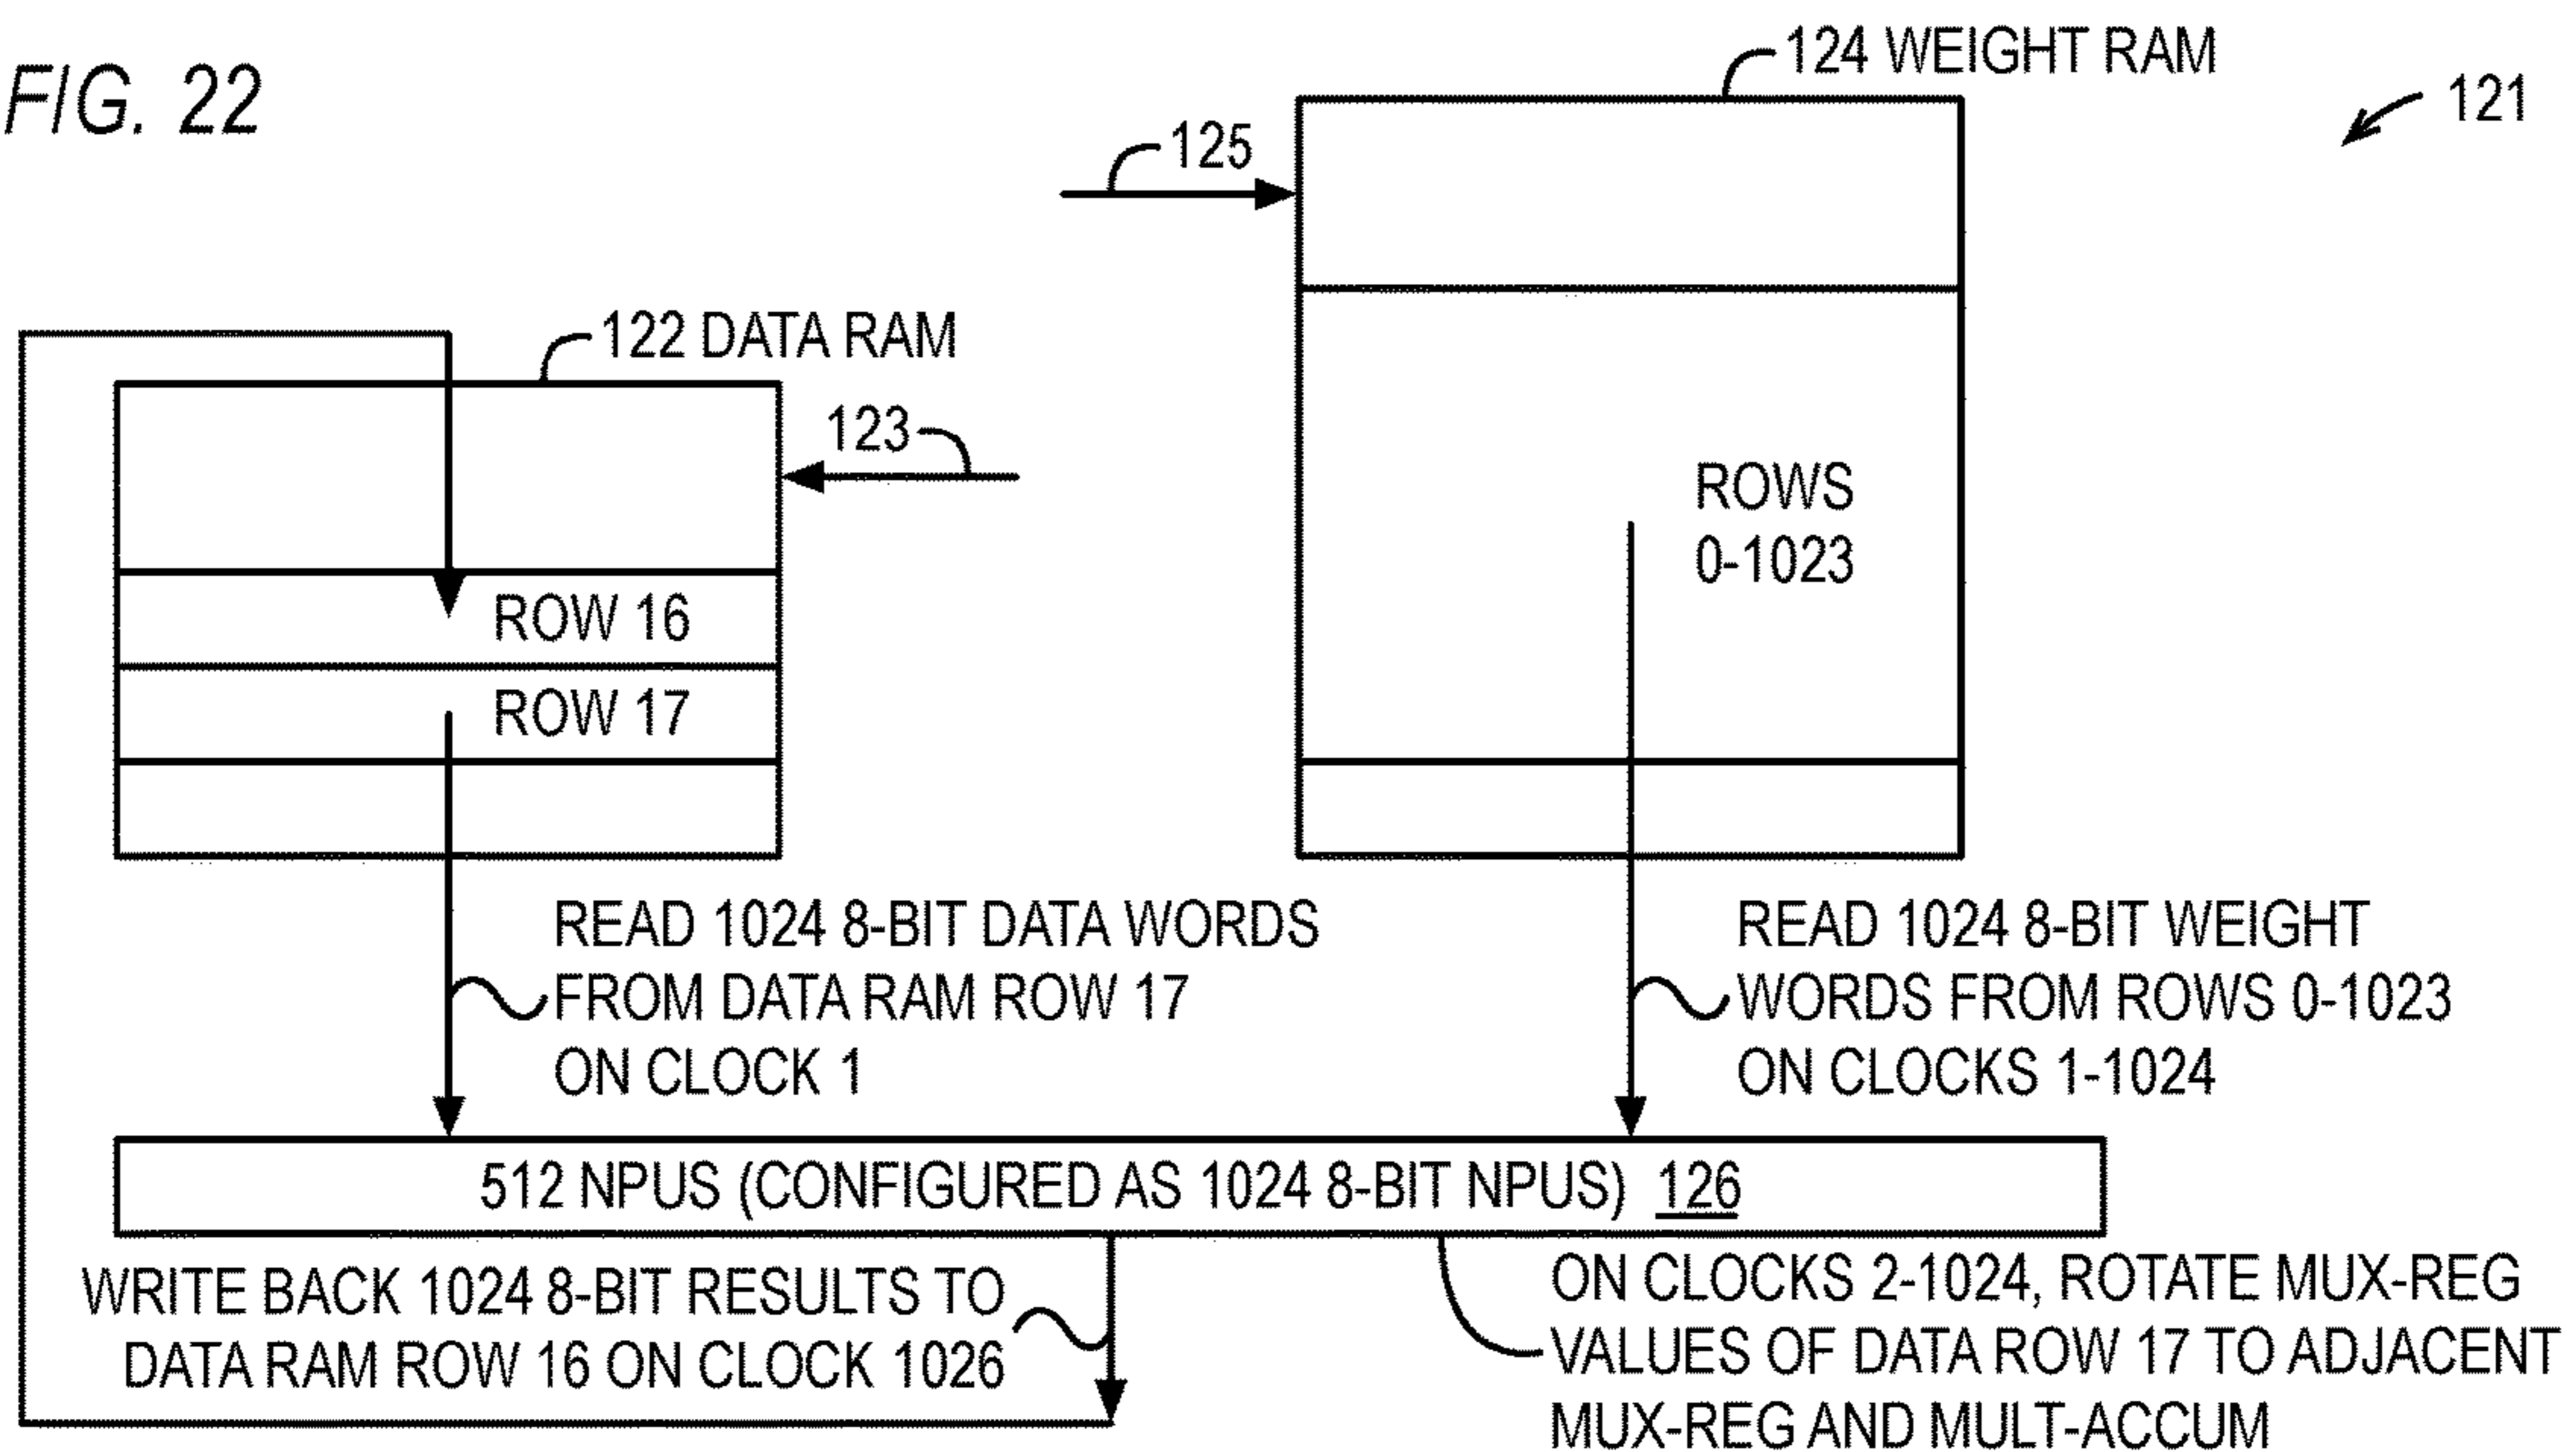 FIG. 22
124 WEIGHT RAM
121
125
122 DATA RAM
123
ROWS
0-1023
ROW 16
ROW 17
READ 1024 8-BIT DATA WORDS
FROM DATA RAM ROW 17
ON CLOCK 1
READ 1024 8-BIT WEIGHT
WORDS FROM ROWS 0-1023
ON CLOCKS 1-1024
512 NPUS (CONFIGURED AS 1024 8-BIT NPUS) 126
WRITE BACK 1024 8-BIT RESULTS TO
DATA RAM ROW 16 ON CLOCK 1026
ON CLOCKS 2-1024, ROTATE MUX-REG
VALUES OF DATA ROW 17 TO ADJACENT
MUX-REG AND MULT-ACCUM